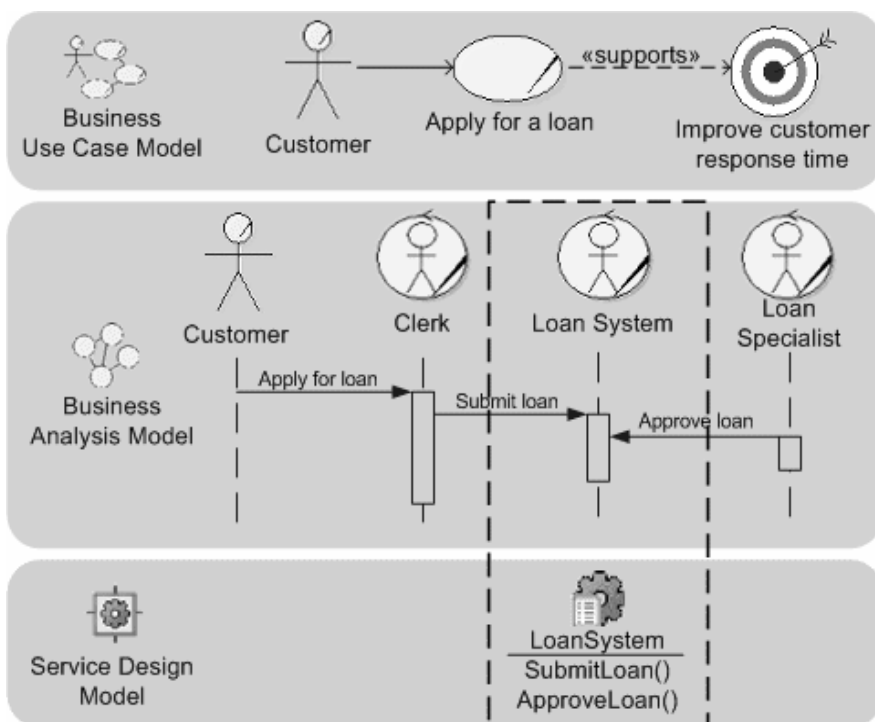 «supports»
Business
Use Case Model
Customer
Apply for a loan
Improve customer
response time
Customer
Clerk
Loan System
Loan
Specialist
Business
Analysis Model
Apply for loan
Submit loan
Approve loan
Service Design
Model
LoanSystem
SubmitLoan()
ApproveLoan()